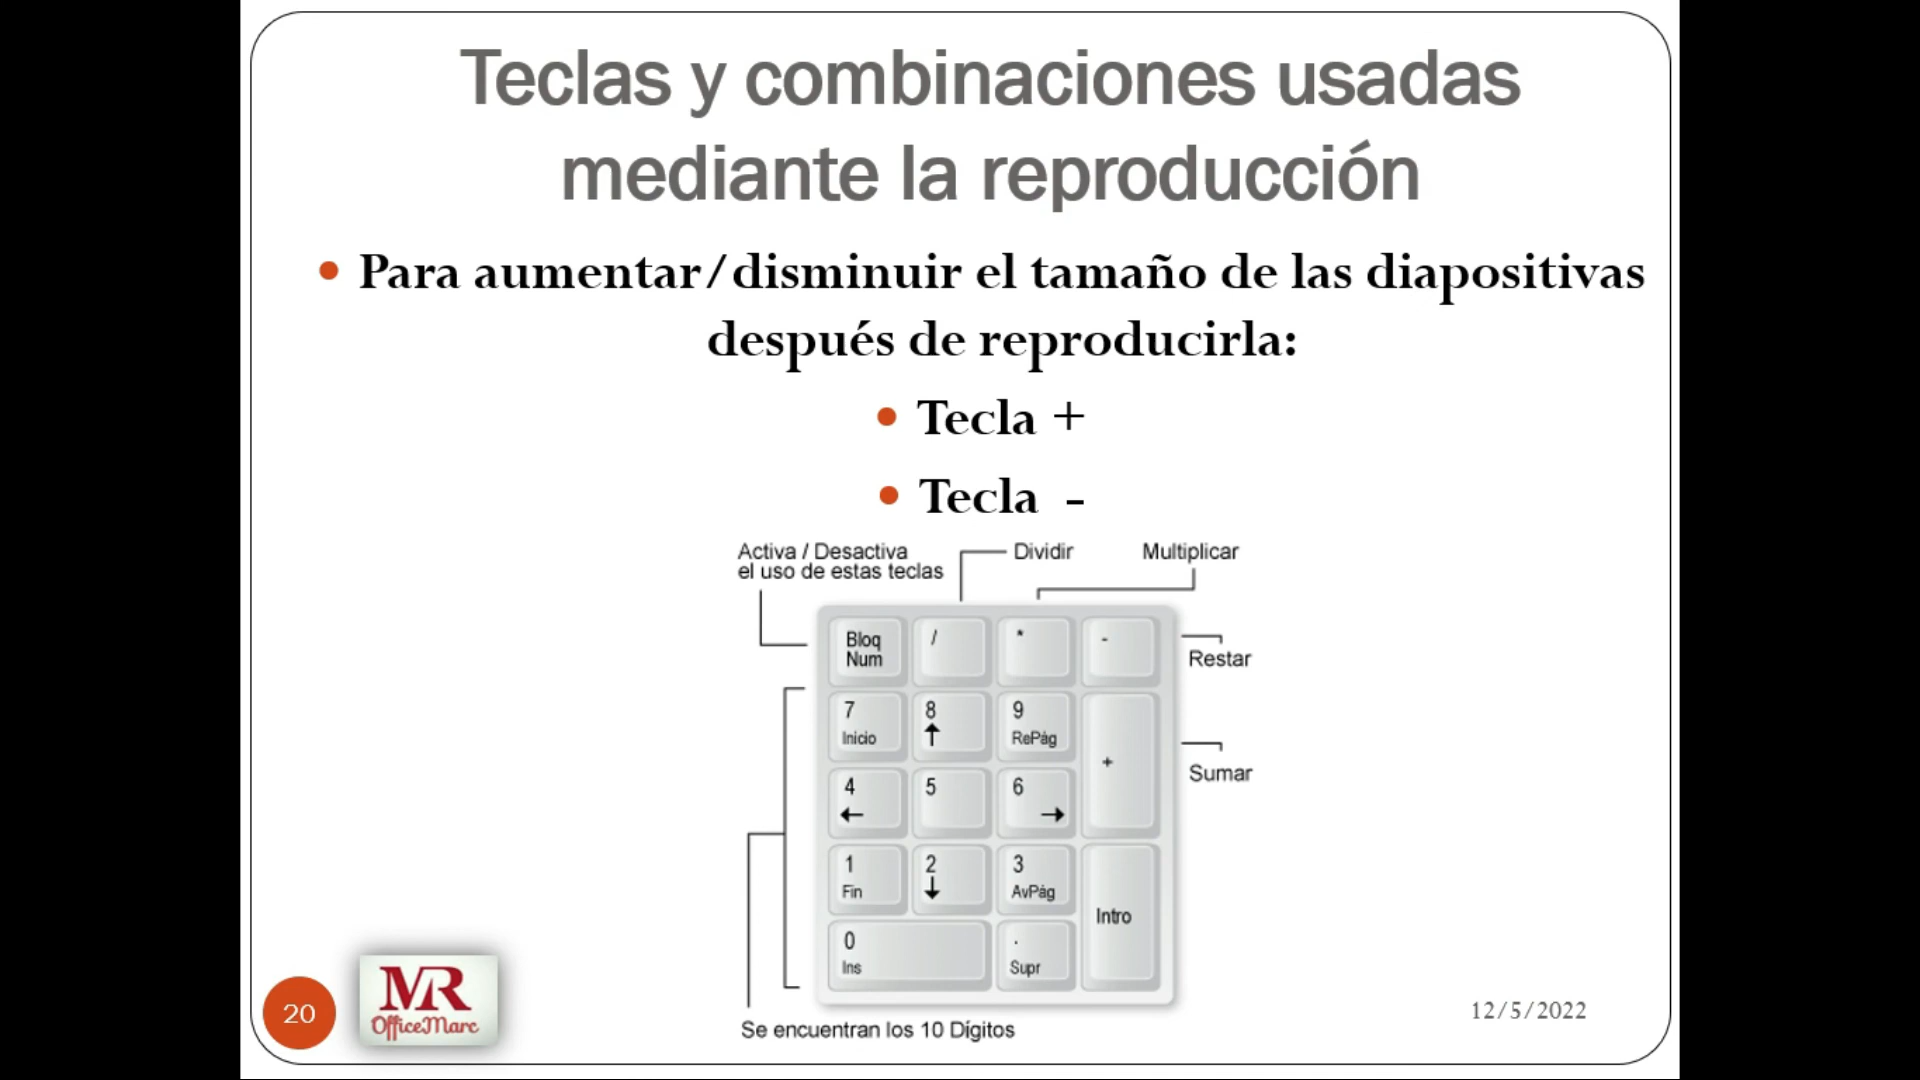 Teclas y combinaciones usadas
mediante la reproducción
Para aumentar/disminuir el tamaño de las diapositivas
después de reproducirla:
Tecla +
Tecla -
Activa / Desactiva
el uso de estas teclas
Dividir
Multiplicar
Bloq
Num
/
*
-
Restar
7
Inicio
8
9
RePág
+
Sumar
4
5
6
1
Fin
2
3
AvPág
Intro
0
Ins
.
Supr
Se encuentran los 10 Dígitos
20
MR
OfficeMarc
12/5/2022